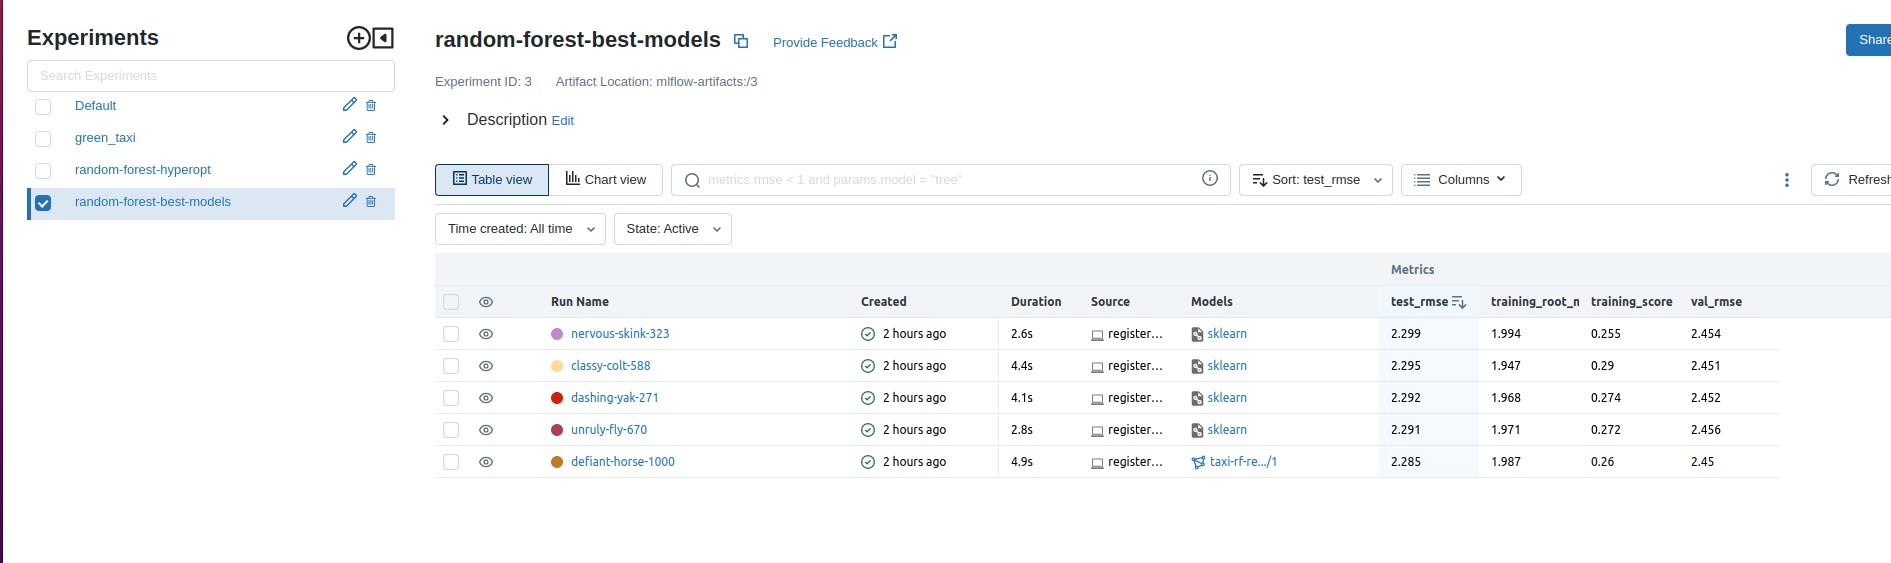 Experiments
Search Experiments
Default
green_taxi
random-forest-hyperopt
random-forest-best-models
random-forest-best-models Provide Feedback
Share
Experiment ID: 3 Artifact Location: mlflow-artifacts:/3
Description Edit
Table view Chart view metrics.rmse < 1 and params.model = "tree" Sort: test_rmse Columns Refresh
Time created: All time State: Active
Metrics
Run Name Created Duration Source Models test_rmse training_root_n training_score val_rmse
nervous-skink-323 2 hours ago 2.6s register... sklearn 2.299 1.994 0.255 2.454
classy-colt-588 2 hours ago 4.4s register... sklearn 2.295 1.947 0.29 2.451
dashing-yak-271 2 hours ago 4.1s register... sklearn 2.292 1.968 0.274 2.452
unruly-fly-670 2 hours ago 2.8s register... sklearn 2.291 1.971 0.272 2.456
defiant-horse-1000 2 hours ago 4.9s register... taxi-rf-re.../1 2.285 1.987 0.26 2.45